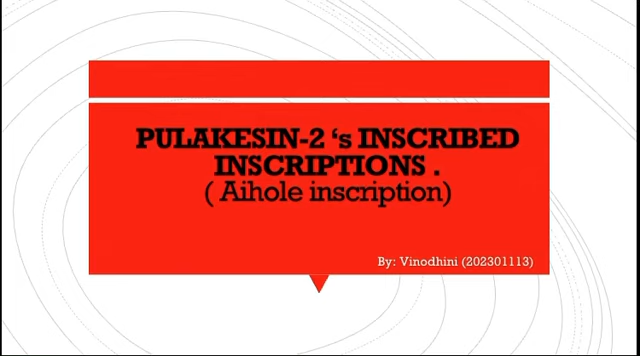 PULAKESIN-2 ‘s INSCRIBED
INSCRIPTIONS .
( Aihole inscription)
By: Vinodhini (202301113)